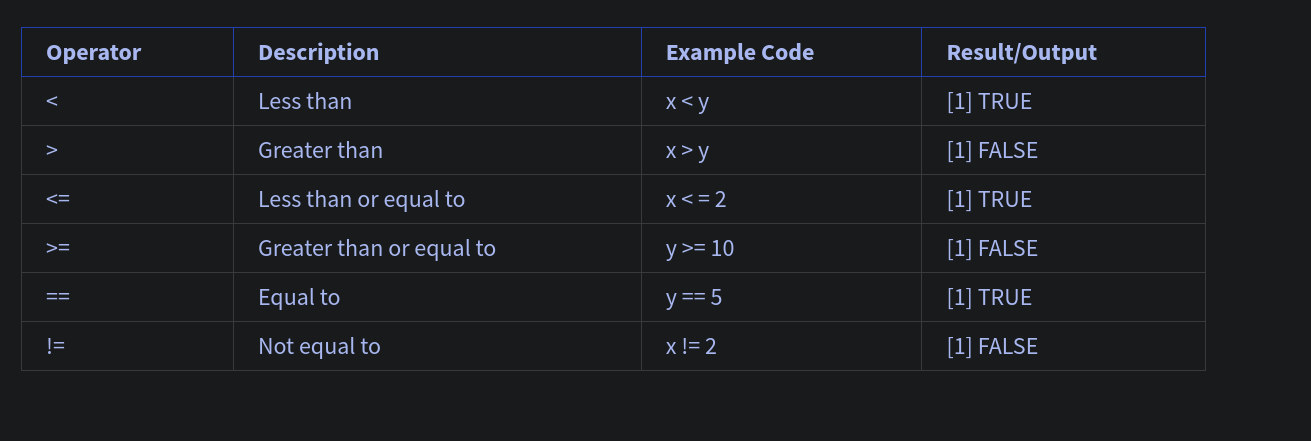 Operator Description Example Code Result/Output
< Less than x < y [1] TRUE
> Greater than x > y [1] FALSE
<= Less than or equal to x < = 2 [1] TRUE
>= Greater than or equal to y >= 10 [1] FALSE
== Equal to y == 5 [1] TRUE
!= Not equal to x != 2 [1] FALSE